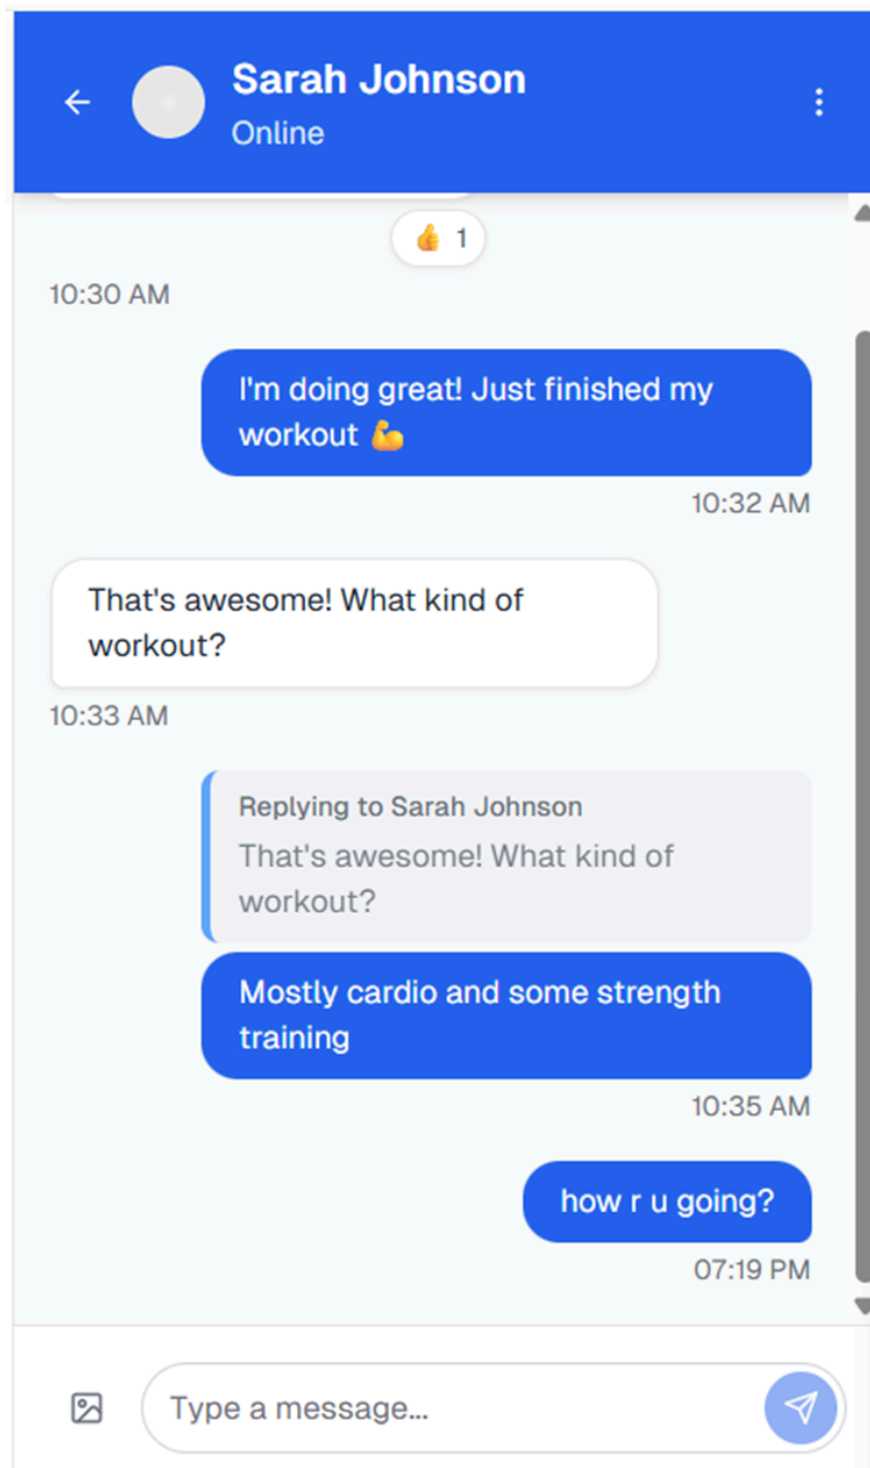 Sarah Johnson
Online
👍 1
10:30 AM
I'm doing great! Just finished my
workout 💪
10:32 AM
That's awesome! What kind of
workout?
10:33 AM
Replying to Sarah Johnson
That's awesome! What kind of
workout?
Mostly cardio and some strength
training
10:35 AM
how r u going?
07:19 PM
Type a message...